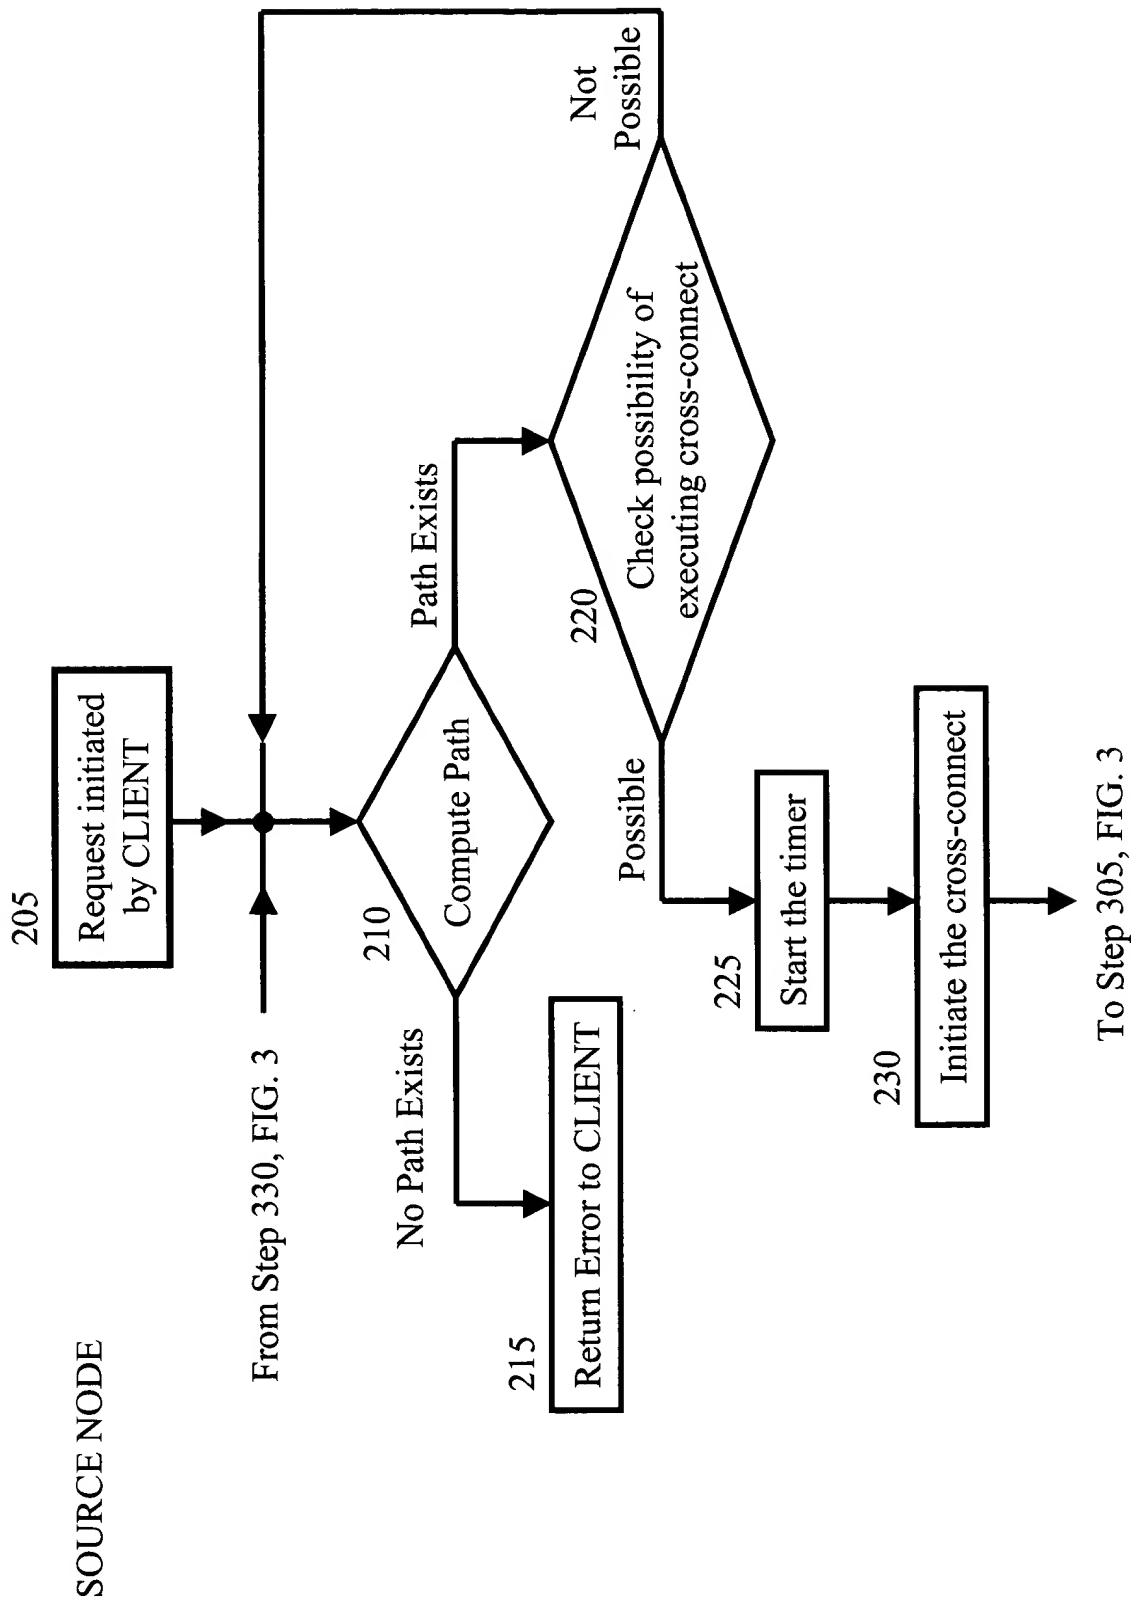 SOURCE NODE
205
Request initiated
by CLIENT
From Step 330, FIG. 3
210
Compute Path
No Path Exists
Path Exists
215
Return Error to CLIENT
220
Check possibility of
executing cross-connect
Not
Possible
Possible
225
Start the timer
230
Initiate the cross-connect
To Step 305, FIG. 3